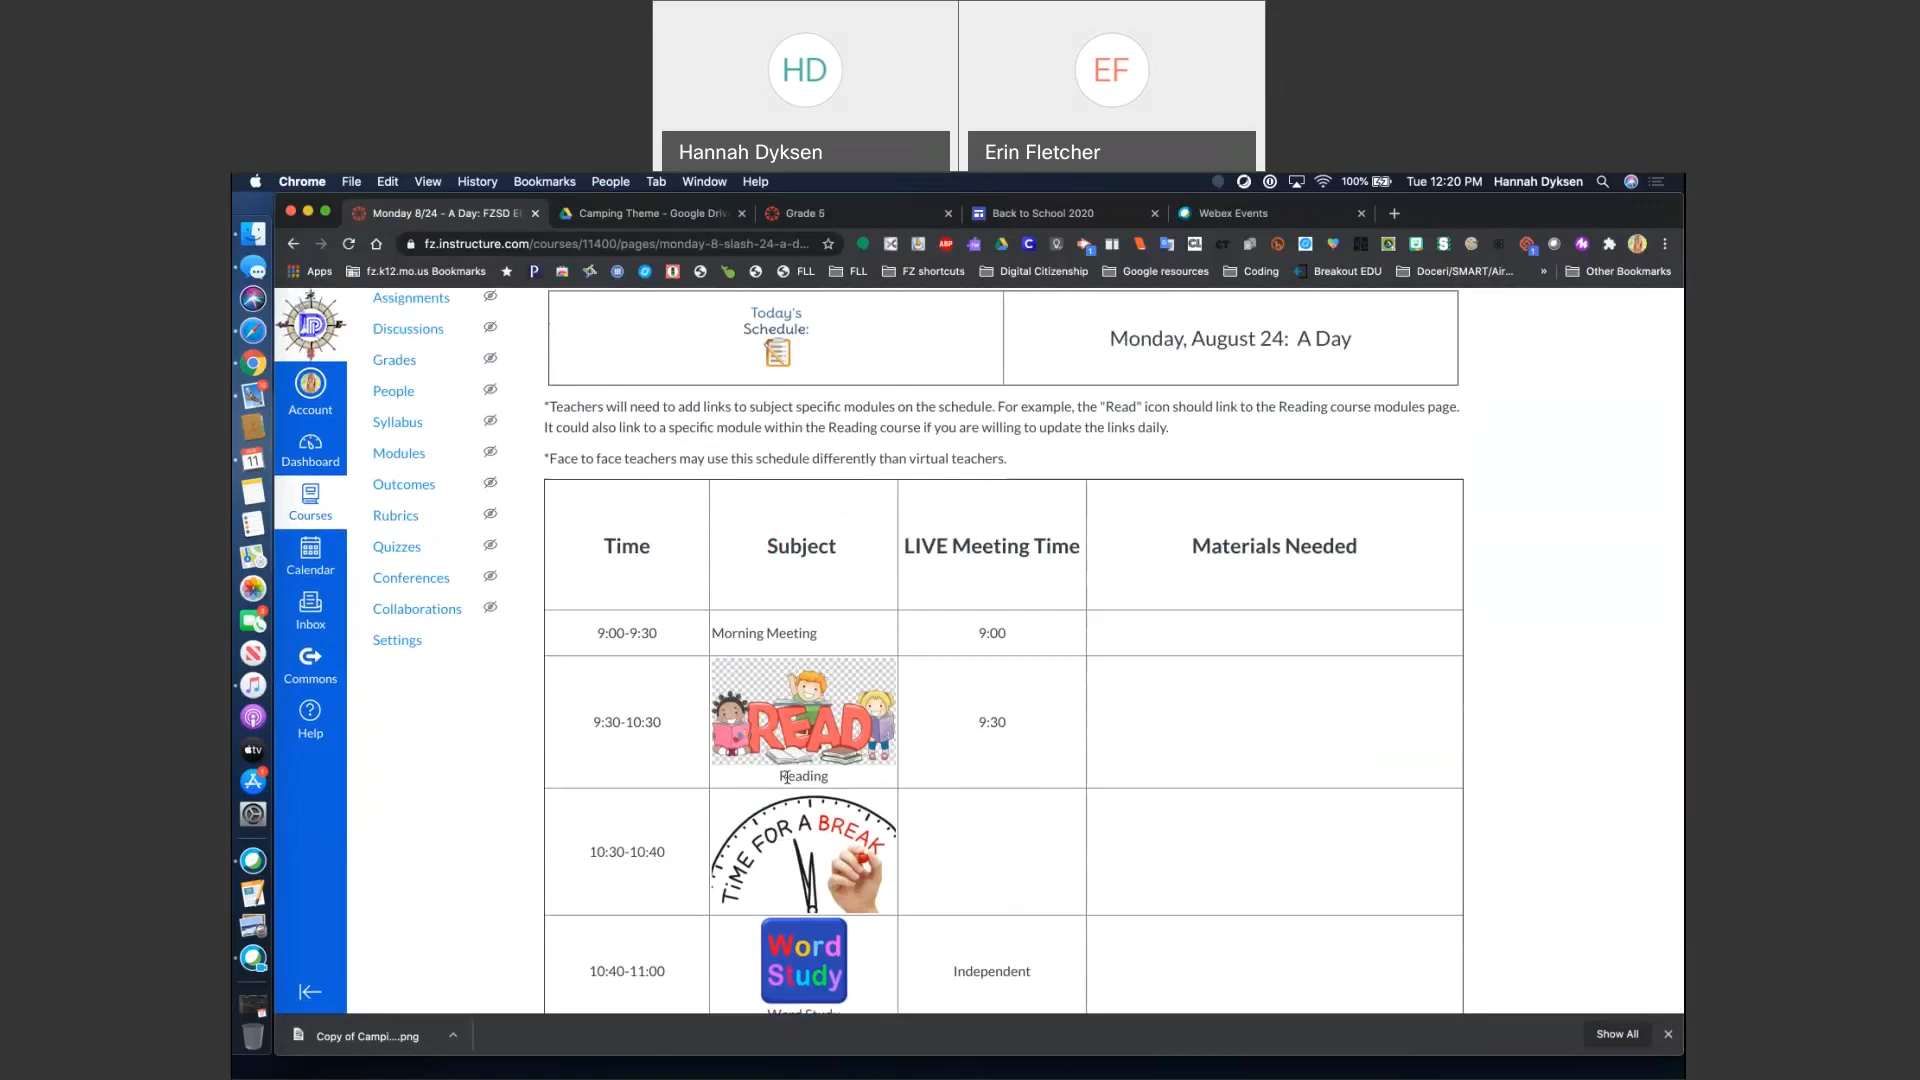 HD
EF
Hannah Dyksen
Erin Fletcher
Chrome File Edit View History Bookmarks People Tab Window Help
100% Tue 12:20 PM Hannah Dyksen
Monday 8/24 - A Day: FZSD El
Camping Theme - Google Driv
Grade 5
Back to School 2020
Webex Events
fz.instructure.com/courses/11400/pages/monday-8-slash-24-a-d...
Apps fz.k12.mo.us Bookmarks FLL FLL FZ shortcuts Digital Citizenship Google resources Coding Breakout EDU Doceri/SMART/Air... » Other Bookmarks
Account
Dashboard
Courses
Calendar
Inbox
Commons
Help
Assignments
Discussions
Grades
People
Syllabus
Modules
Outcomes
Rubrics
Quizzes
Conferences
Collaborations
Settings
Today's
Schedule:
Monday, August 24: A Day
*Teachers will need to add links to subject specific modules on the schedule. For example, the "Read" icon should link to the Reading course modules page.
It could also link to a specific module within the Reading course if you are willing to update the links daily.
*Face to face teachers may use this schedule differently than virtual teachers.
Time Subject LIVE Meeting Time Materials Needed
9:00-9:30 Morning Meeting 9:00
READ
9:30-10:30 9:30
Reading
TIME FOR A BREAK
10:30-10:40
Word
Study
10:40-11:00 Independent
Word Study
Copy of Campi....png
Show All